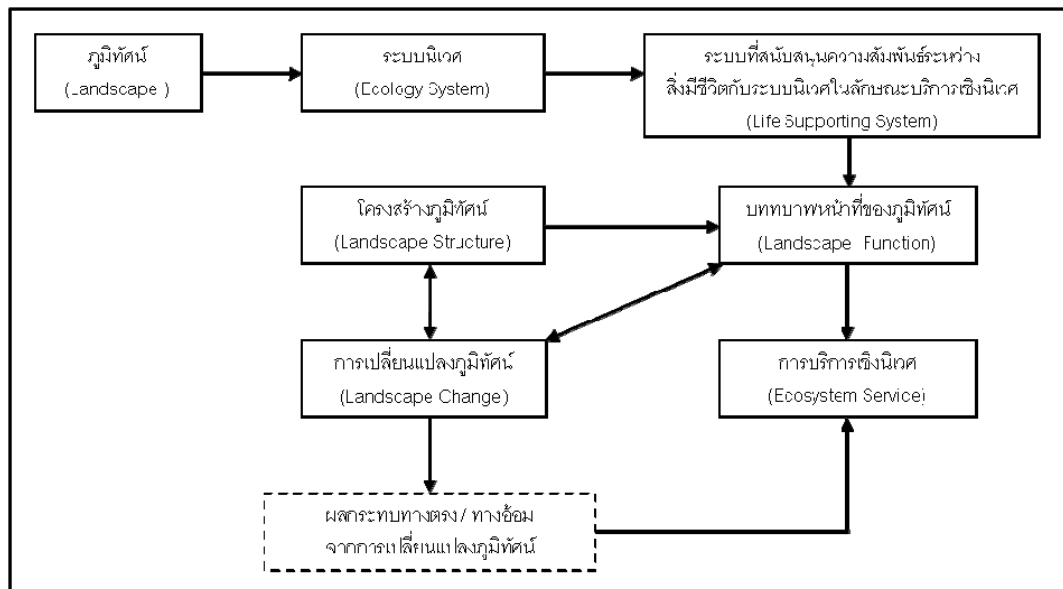 ภูมิทัศน์
(Landscape )
ระบบนิเวศ
(Ecology System)
ระบบที่สนับสนุนความสัมพันธ์ระหว่าง
สิ่งมีชีวิตกับระบบนิเวศในลักษณะบริการเชิงนิเวศ
(Life Supporting System)
โครงสร้างภูมิทัศน์
(Landscape Structure)
บทบาทหน้าที่ของภูมิทัศน์
(Landscape Function)
การเปลี่ยนแปลงภูมิทัศน์
(Landscape Change)
การบริการเชิงนิเวศ
(Ecosystem Service)
ผลกระทบทางตรง / ทางอ้อม
จากการเปลี่ยนแปลงภูมิทัศน์